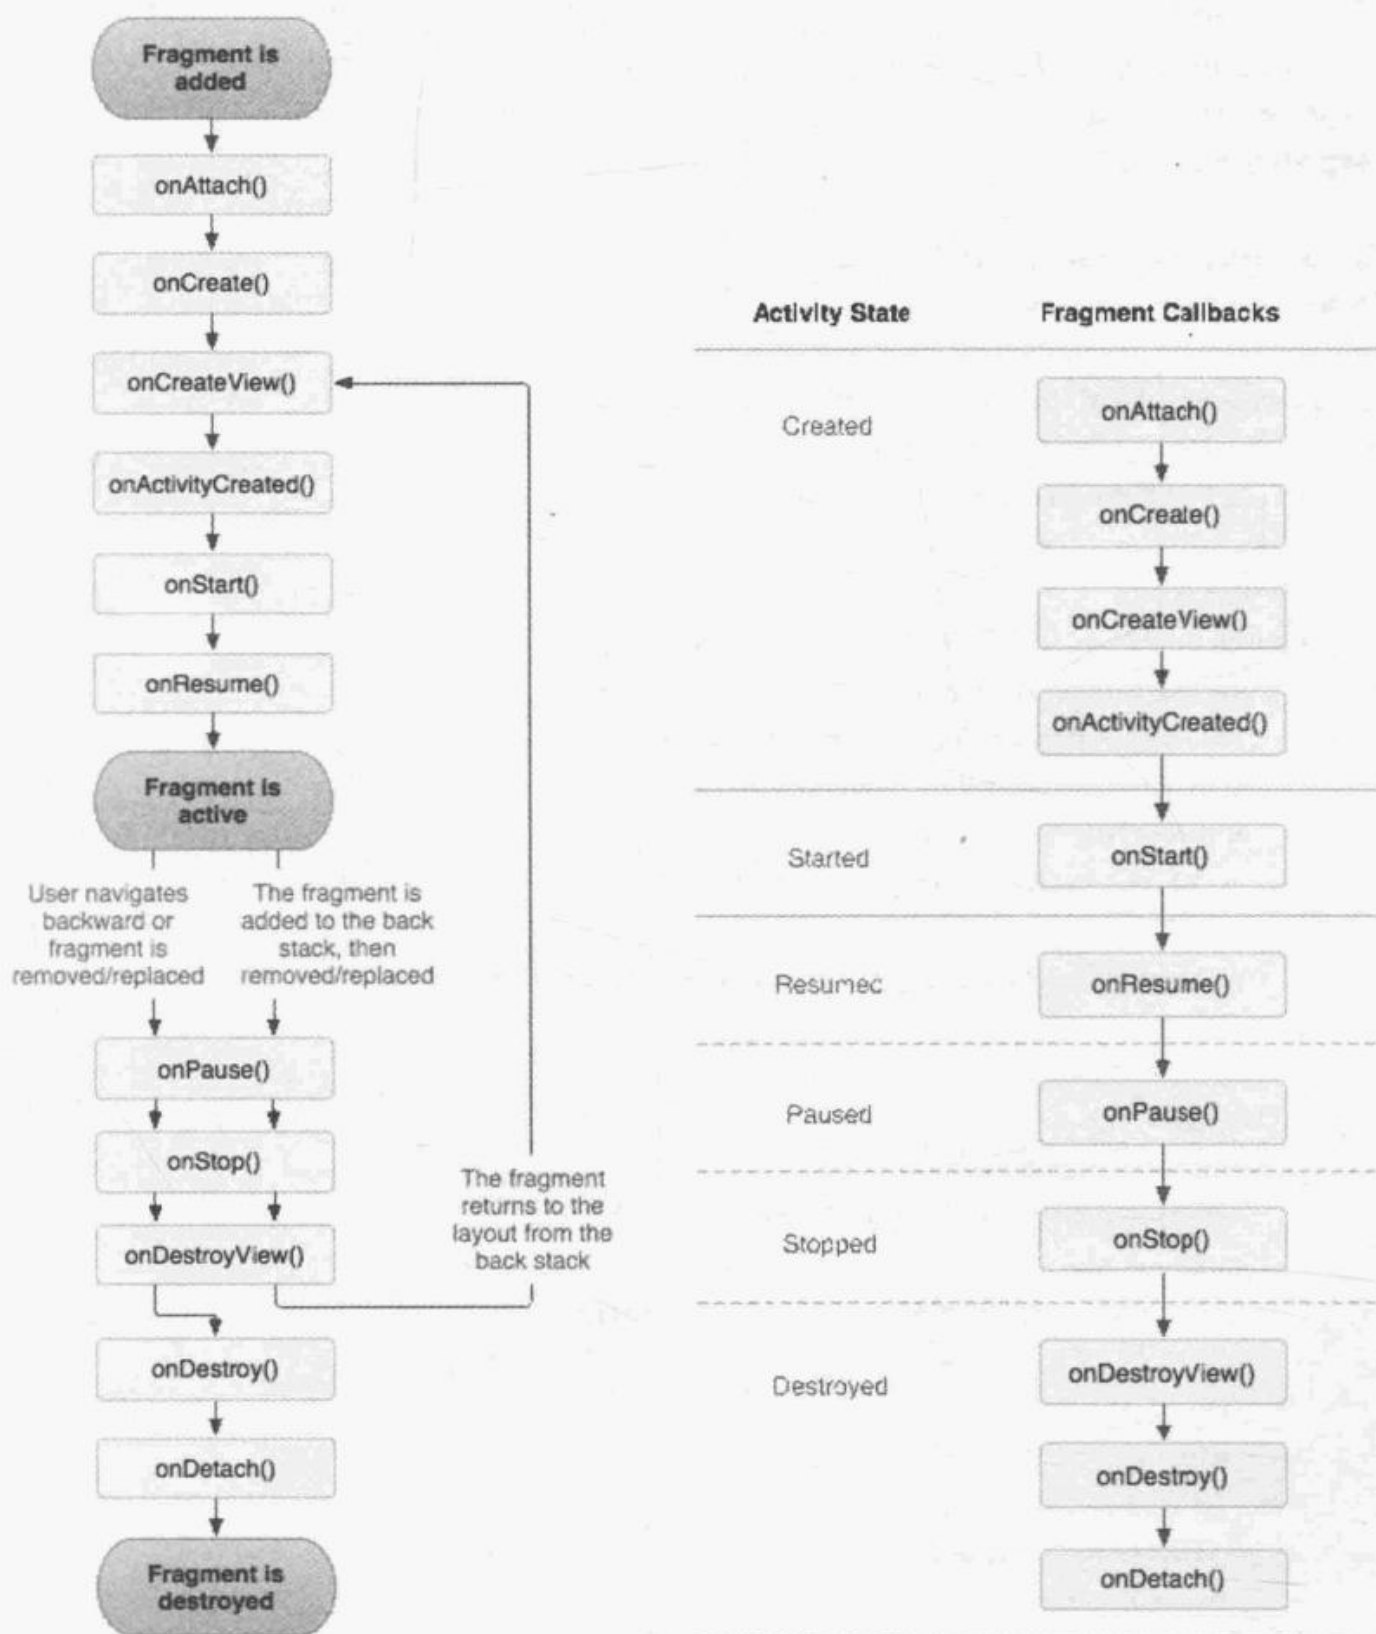 Fragment is
added
onAttach()
onCreate()
onCreateView()
onActivityCreated()
onStart()
onResume()
Fragment is
active
User navigates
backward or
fragment is
removed/replaced
The fragment is
added to the back
stack, then
removed/replaced
onPause()
onStop()
onDestroyView()
The fragment
returns to the
layout from the
back stack
onDestroy()
onDetach()
Fragment is
destroyed
Activity State
Fragment Callbacks
Created
onAttach()
onCreate()
onCreateView()
onActivityCreated()
Started
onStart()
Resumed
onResume()
Paused
onPause()
Stopped
onStop()
Destroyed
onDestroyView()
onDestroy()
onDetach()